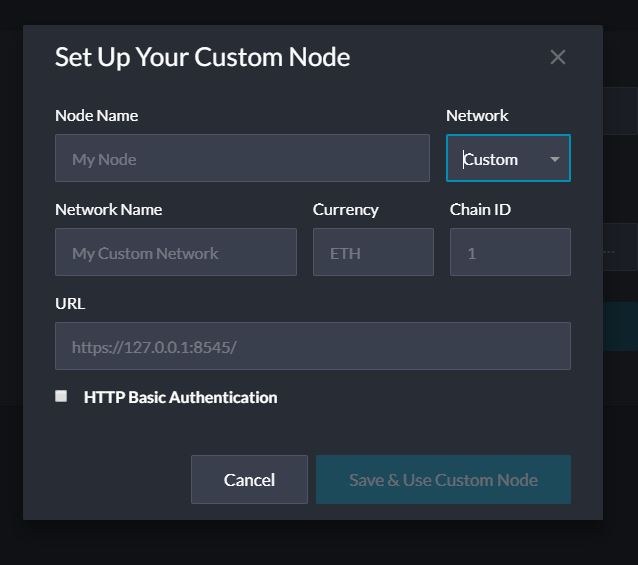 Set Up Your Custom Node
Node Name Network
My Node Custom
Network Name Currency Chain ID
My Custom Network ETH 1
URL
https://127.0.0.1:8545/
HTTP Basic Authentication
Cancel Save & Use Custom Node
...